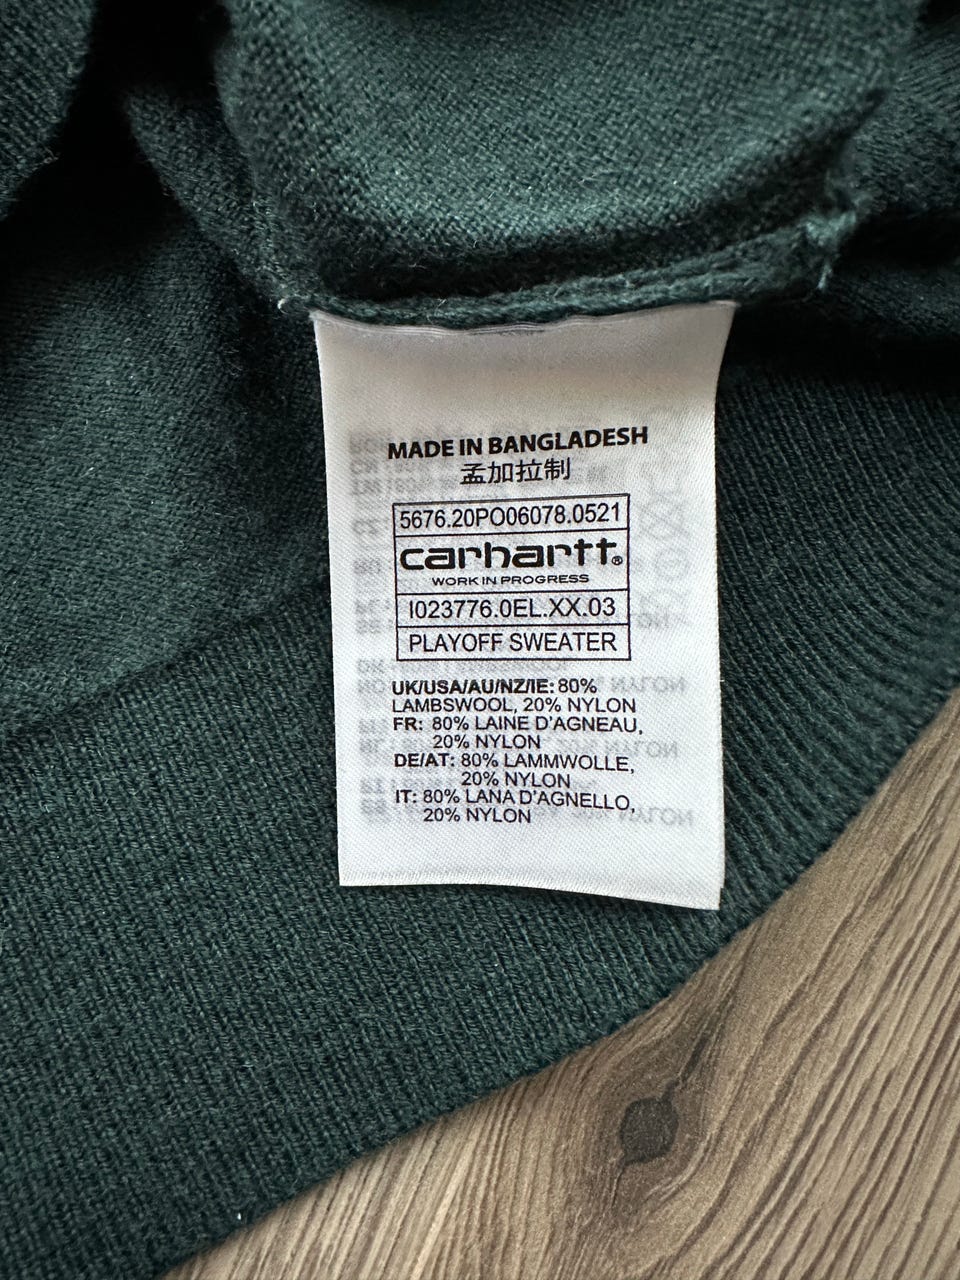 MADE IN BANGLADESH
孟加拉制
5676.20PO06078.0521
carhartt®
WORK IN PROGRESS
I023776.0EL.XX.03
PLAYOFF SWEATER
UK/USA/AU/NZ/IE: 80%
LAMBSWOOL, 20% NYLON
FR: 80% LAINE D'AGNEAU,
20% NYLON
DE/AT: 80% LAMMWOLLE,
20% NYLON
IT: 80% LANA D'AGNELLO,
20% NYLON